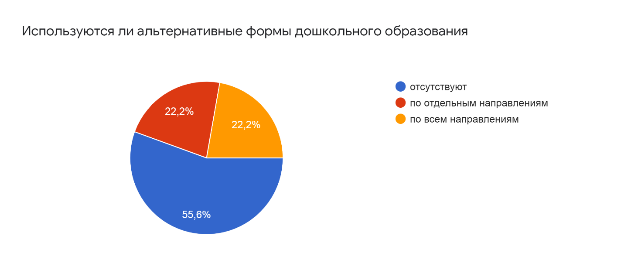 Используются ли альтернативные формы дошкольного образования
отсутствуют
по отдельным направлениям
по всем направлениям
22,2%
22,2%
55,6%